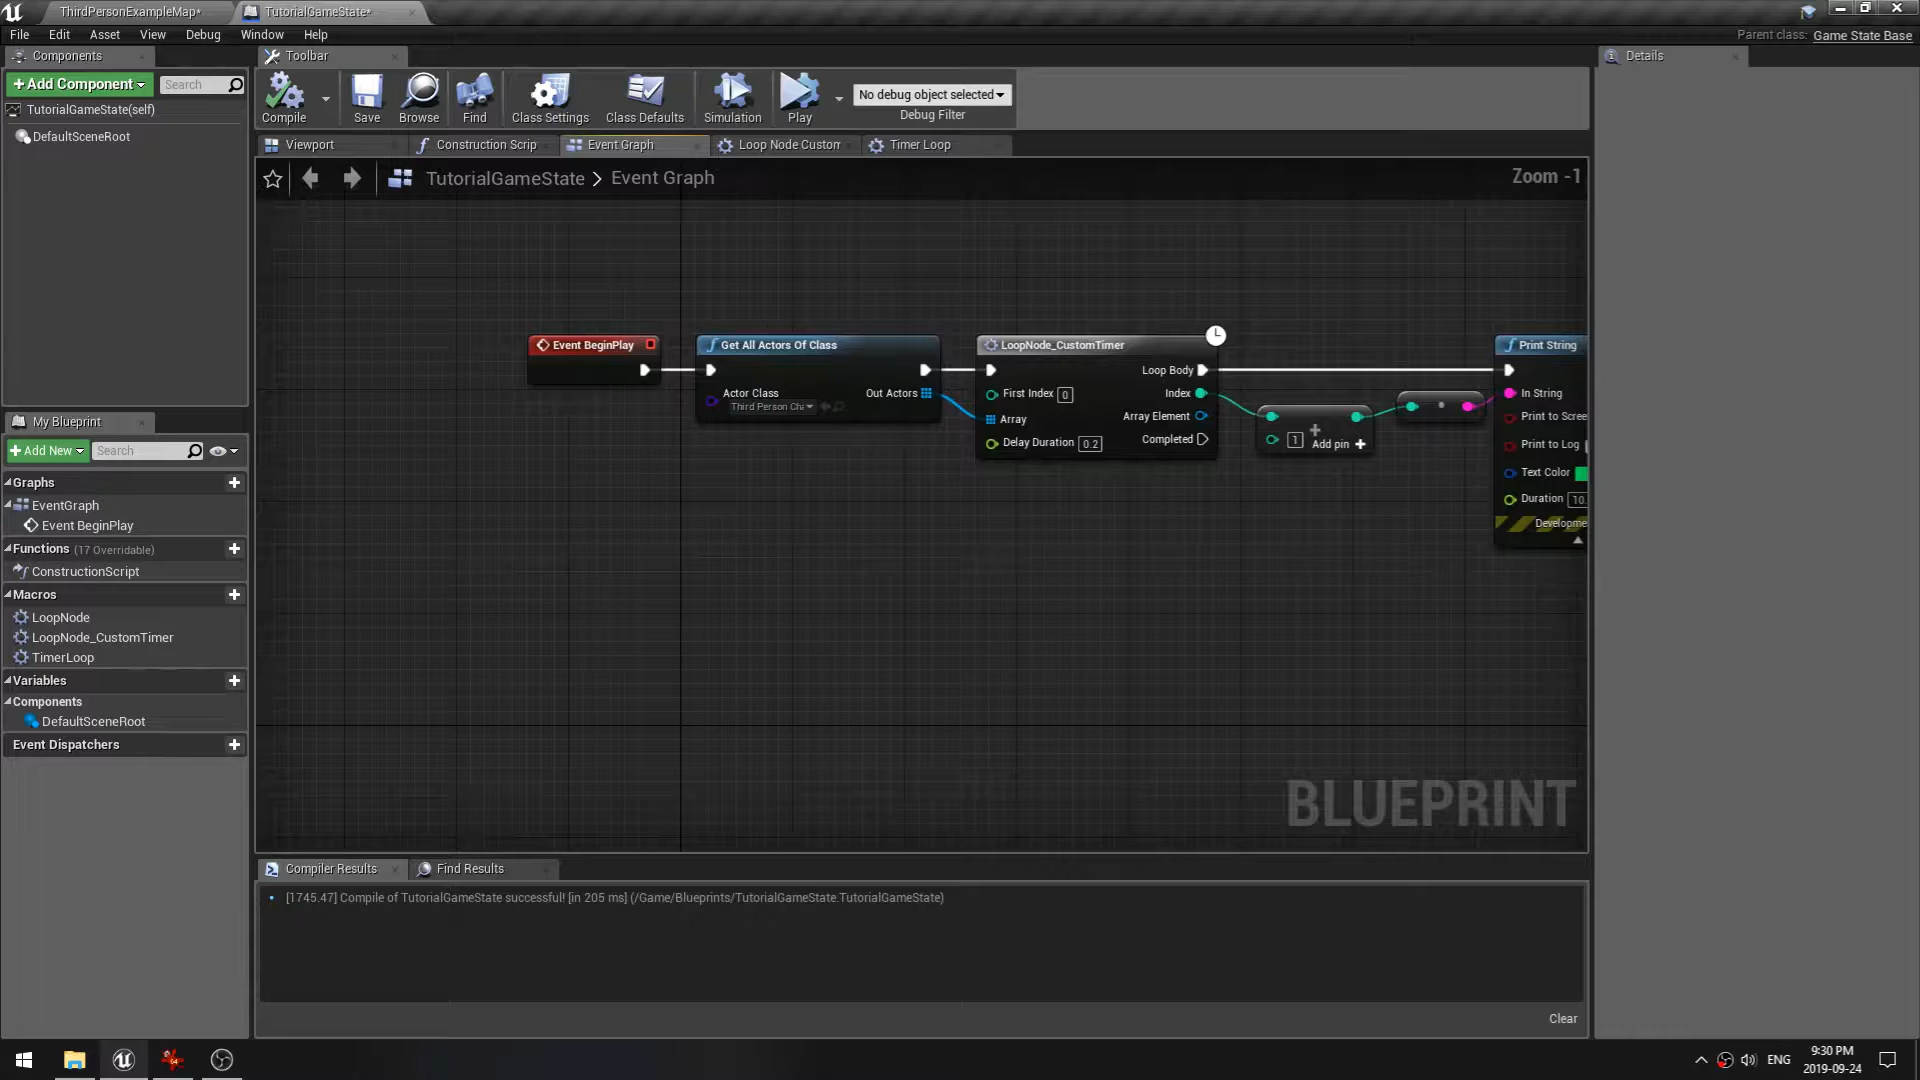 ThirdPersonExampleMap*
TutorialGameState*
File Edit Asset View Debug Window Help
Parent class: Game State Base
Components
Toolbar
Details
+Add Component
Search
TutorialGameState(self)
DefaultSceneRoot
Compile
Save
Browse
Find
Class Settings
Class Defaults
Simulation
Play
No debug object selected
Debug Filter
Viewport
Construction Scrip
Event Graph
Loop Node Custom
Timer Loop
TutorialGameState > Event Graph
Zoom -1
Event BeginPlay
Get All Actors Of Class
Actor Class
Third Person Cha
Out Actors
LoopNode_CustomTimer
Loop Body
First Index 0
Index
Array
Array Element
Delay Duration 0.2
Completed
1
Add pin +
Print String
In String
Print to Scree
Print to Log
Text Color
Duration 10.
Developme
BLUEPRINT
My Blueprint
+Add New
Search
Graphs
EventGraph
Event BeginPlay
Functions (17 Overridable)
ConstructionScript
Macros
LoopNode
LoopNode_CustomTimer
TimerLoop
Variables
Components
DefaultSceneRoot
Event Dispatchers
Compiler Results
Find Results
[1745.47] Compile of TutorialGameState successful! [in 205 ms] (/Game/Blueprints/TutorialGameState.TutorialGameState)
Clear
ENG
9:30 PM
2019-09-24